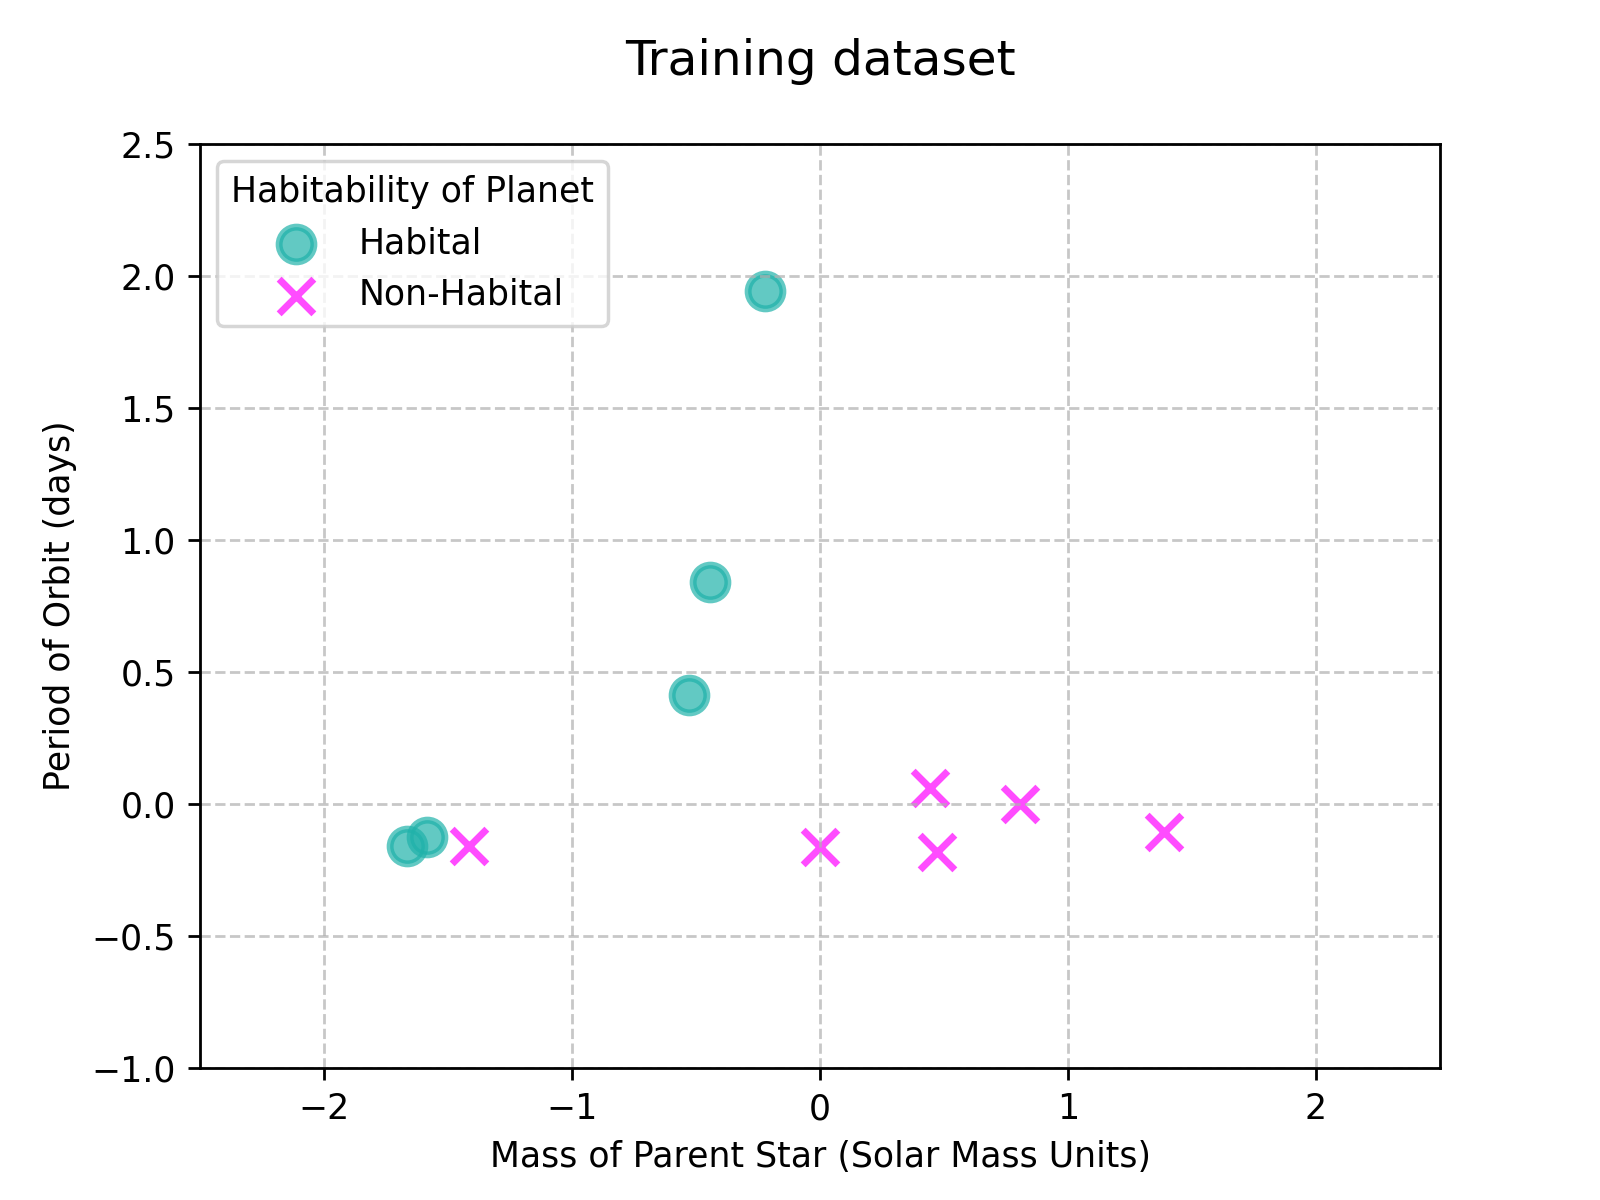 Training dataset
Habitability of Planet
Habital
Non-Habital
Period of Orbit (days)
2.5
2.0
1.5
1.0
0.5
0.0
−0.5
−1.0
−2
−1
0
1
2
Mass of Parent Star (Solar Mass Units)